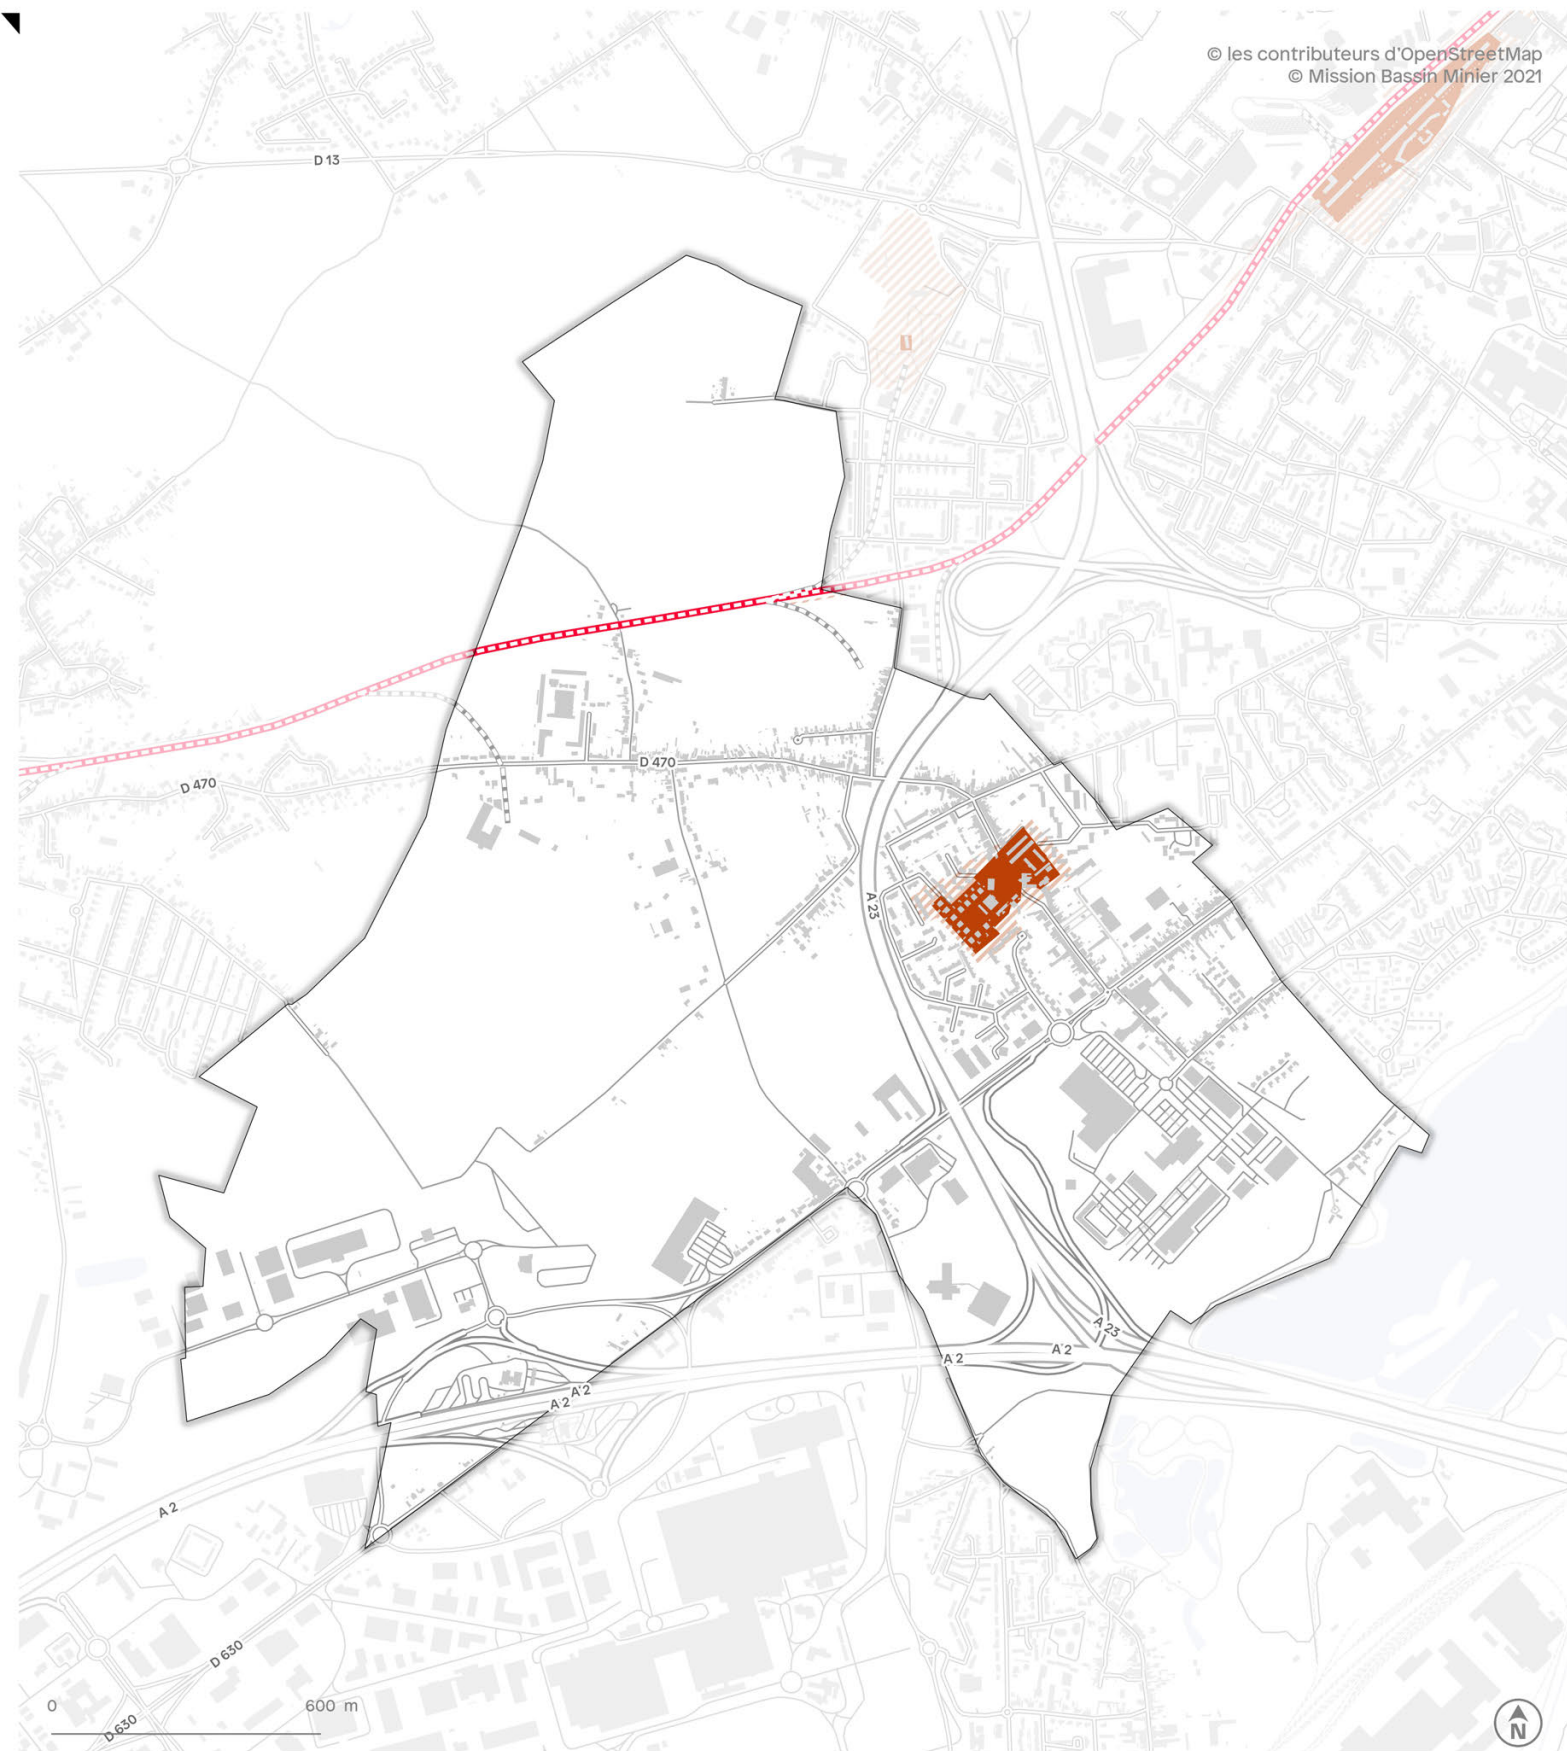 © les contributeurs d'OpenStreetMap
© Mission Bassin Minier 2021
D 13
D 470
D 470
A 23
A 23
A 2
A 2
A 2
A 2
A 2
D 630
D 630
0 600 m
N